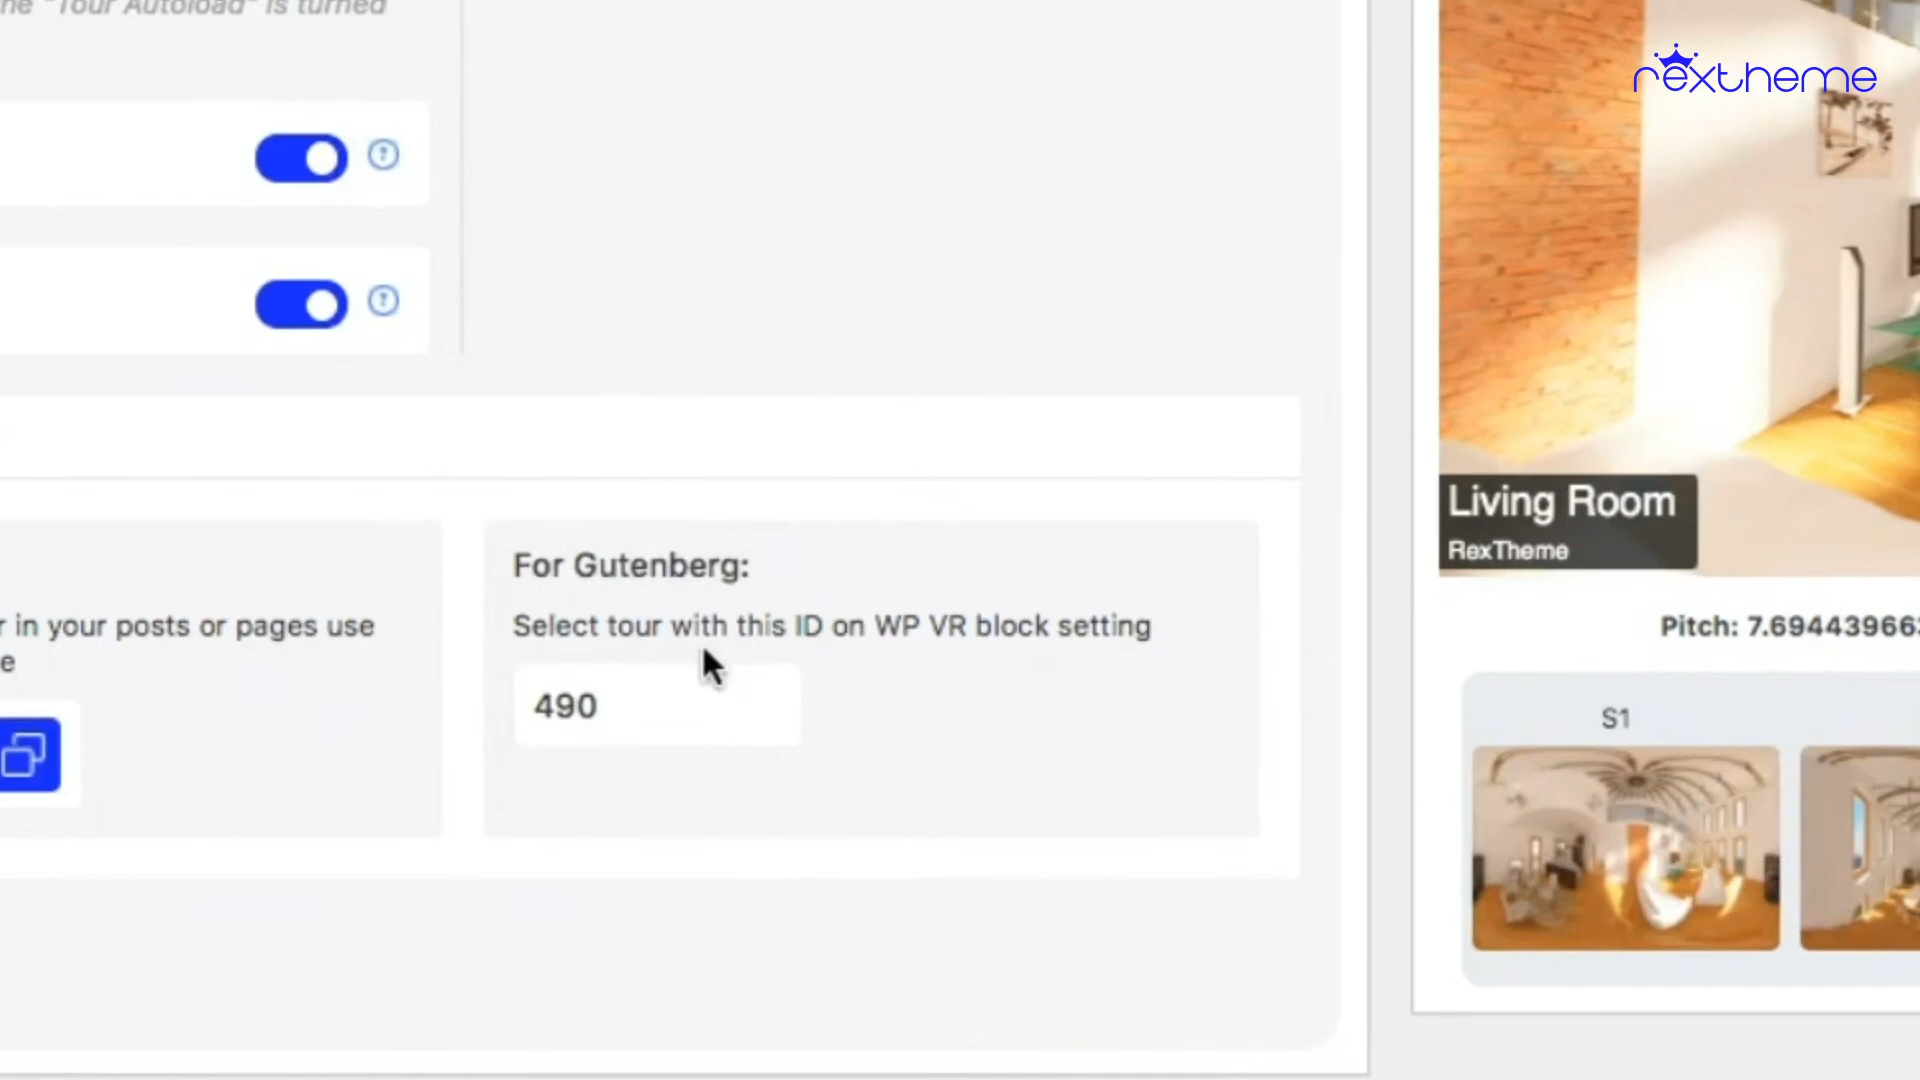 he "Tour Autoload" is turned
rextheme
Living Room
RexTheme
For Gutenberg:
in your posts or pages use
Select tour with this ID on WP VR block setting
490
Pitch: 7.69443966
S1